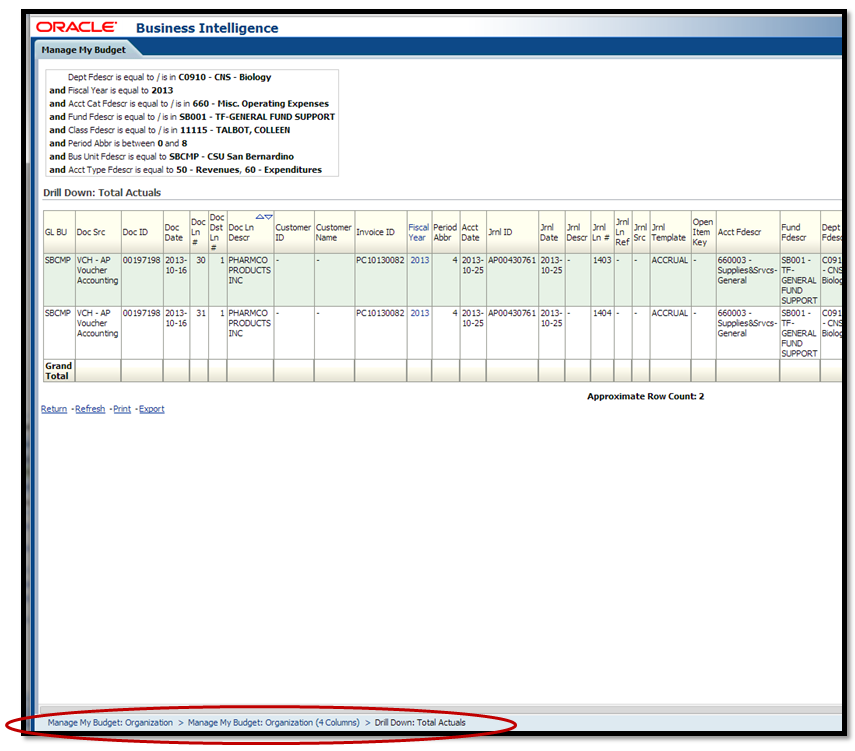 ORACLE Business Intelligence
Manage My Budget
Dept Fdescr is equal to / is in C0910 - CNS - Biology
and Fiscal Year is equal to 2013
and Acct Cat Fdescr is equal to / is in 660 - Misc. Operating Expenses
and Fund Fdescr is equal to / is in SB001 - TF-GENERAL FUND SUPPORT
and Class Fdescr is equal to / is in 11115 - TALBOT, COLLEEN
and Period Abbr is between 0 and 8
and Bus Unit Fdescr is equal to SBCMP - CSU San Bernardino
and Acct Type Fdescr is equal to 50 - Revenues, 60 - Expenditures
Drill Down: Total Actuals
GL BU Doc Src Doc ID Doc Date Doc Ln # Doc Dst Ln # Doc Ln Descr Customer ID Customer Name Invoice ID Fiscal Year Period Abbr Acct Date Jrnl ID Jrnl Date Jrnl Descr Jrnl Ln # Jrnl Ln Ref Jrnl Src Jrnl Template Open Item Key Acct Fdescr Fund Fdescr Dept Fdesc
SBCMP VCH - AP Voucher Accounting 00197198 2013-10-16 30 1 PHARMCO PRODUCTS INC - - PC10130082 2013 4 2013-10-25 AP00430761 2013-10-25 - 1403 - - ACCRUAL - 660003 - Supplies&Srvcs-General SB001 - TF-GENERAL FUND SUPPORT C091 - CNS Biolog
SBCMP VCH - AP Voucher Accounting 00197198 2013-10-16 31 1 PHARMCO PRODUCTS INC - - PC10130082 2013 4 2013-10-25 AP00430761 2013-10-25 - 1404 - - ACCRUAL - 660003 - Supplies&Srvcs-General SB001 - TF-GENERAL FUND SUPPORT C091 - CNS Biolog
Grand Total
Approximate Row Count: 2
Return - Refresh - Print - Export
Manage My Budget: Organization > Manage My Budget: Organization (4 Columns) > Drill Down: Total Actuals